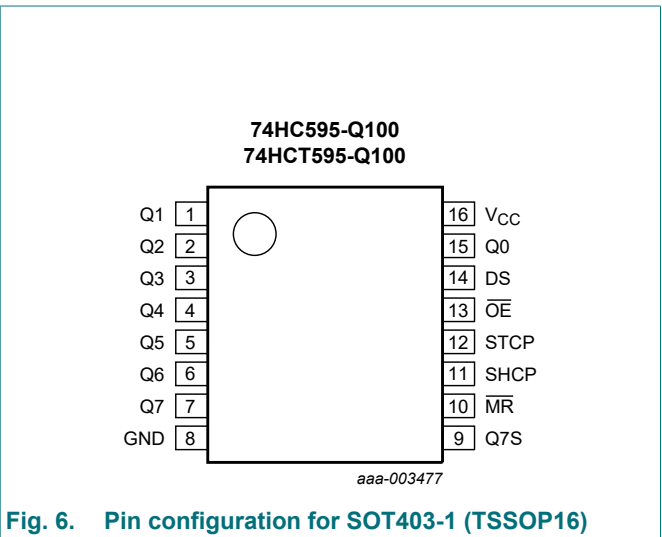 74HC595-Q100
74HCT595-Q100
Q1 1 16 VCC
Q2 2 15 Q0
Q3 3 14 DS
Q4 4 13 O̅E̅
Q5 5 12 STCP
Q6 6 11 SHCP
Q7 7 10 M̅R̅
GND 8 9 Q7S
aaa-003477
Fig. 6. Pin configuration for SOT403-1 (TSSOP16)